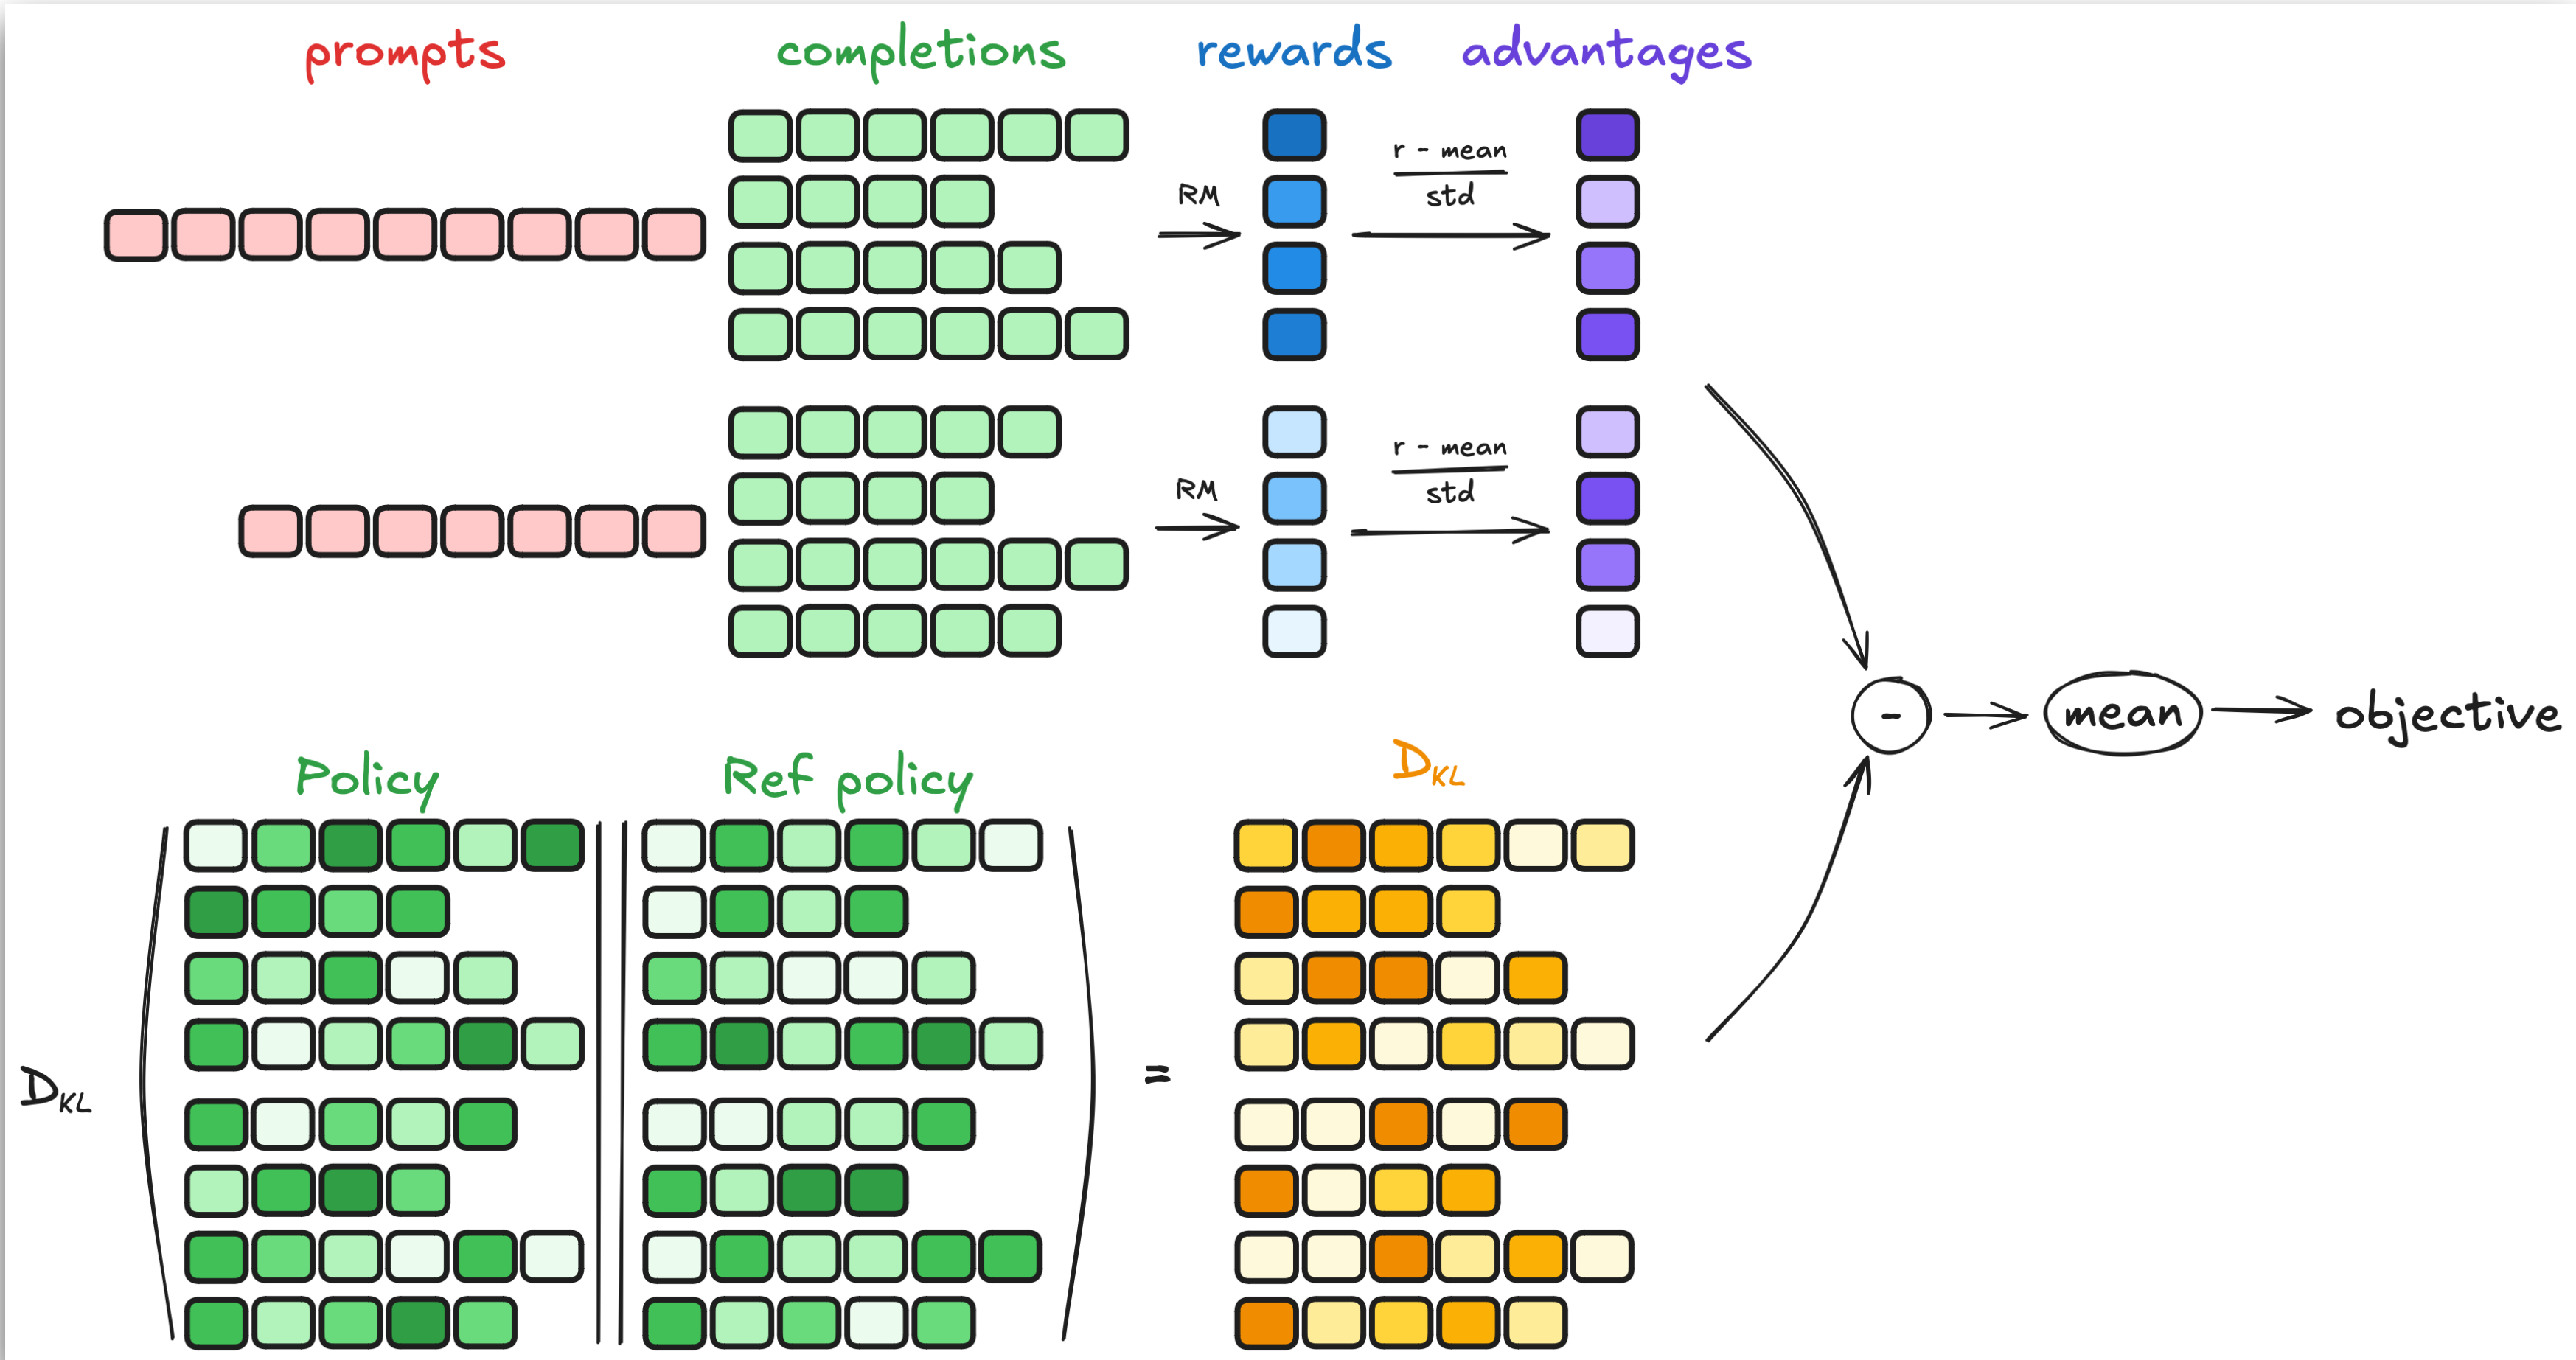 prompts
completions
rewards
advantages
RM
r - mean
std
RM
r - mean
std
-
mean
objective
Policy
Ref policy
DKL
DKL
=